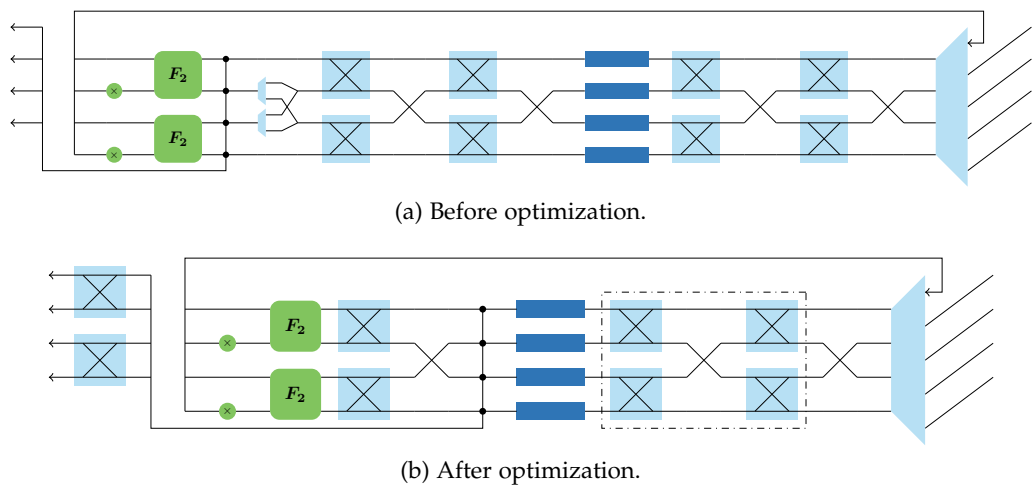 F₂
F₂
(a) Before optimization.
F₂
F₂
(b) After optimization.